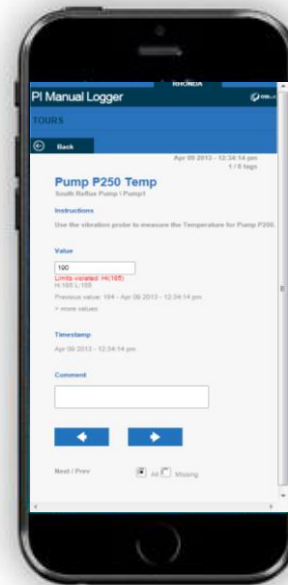 RHONDA
PI Manual Logger
TOURS
Back
Apr 09 2013 - 12:34:14 pm
1 / 8 tags
Pump P250 Temp
South Reflux Pump \ Pump1
Instructions
Use the vibration probe to measure the Temperature for Pump P200.
Value
190
Limits violated: Hi(165)
H:165 L:155
Previous value: 194 - Apr 09 2013 - 12:34:14 pm
> more values
Timestamp
Apr 09 2013 - 12:34:14 pm
Comment
Next / Prev All Missing